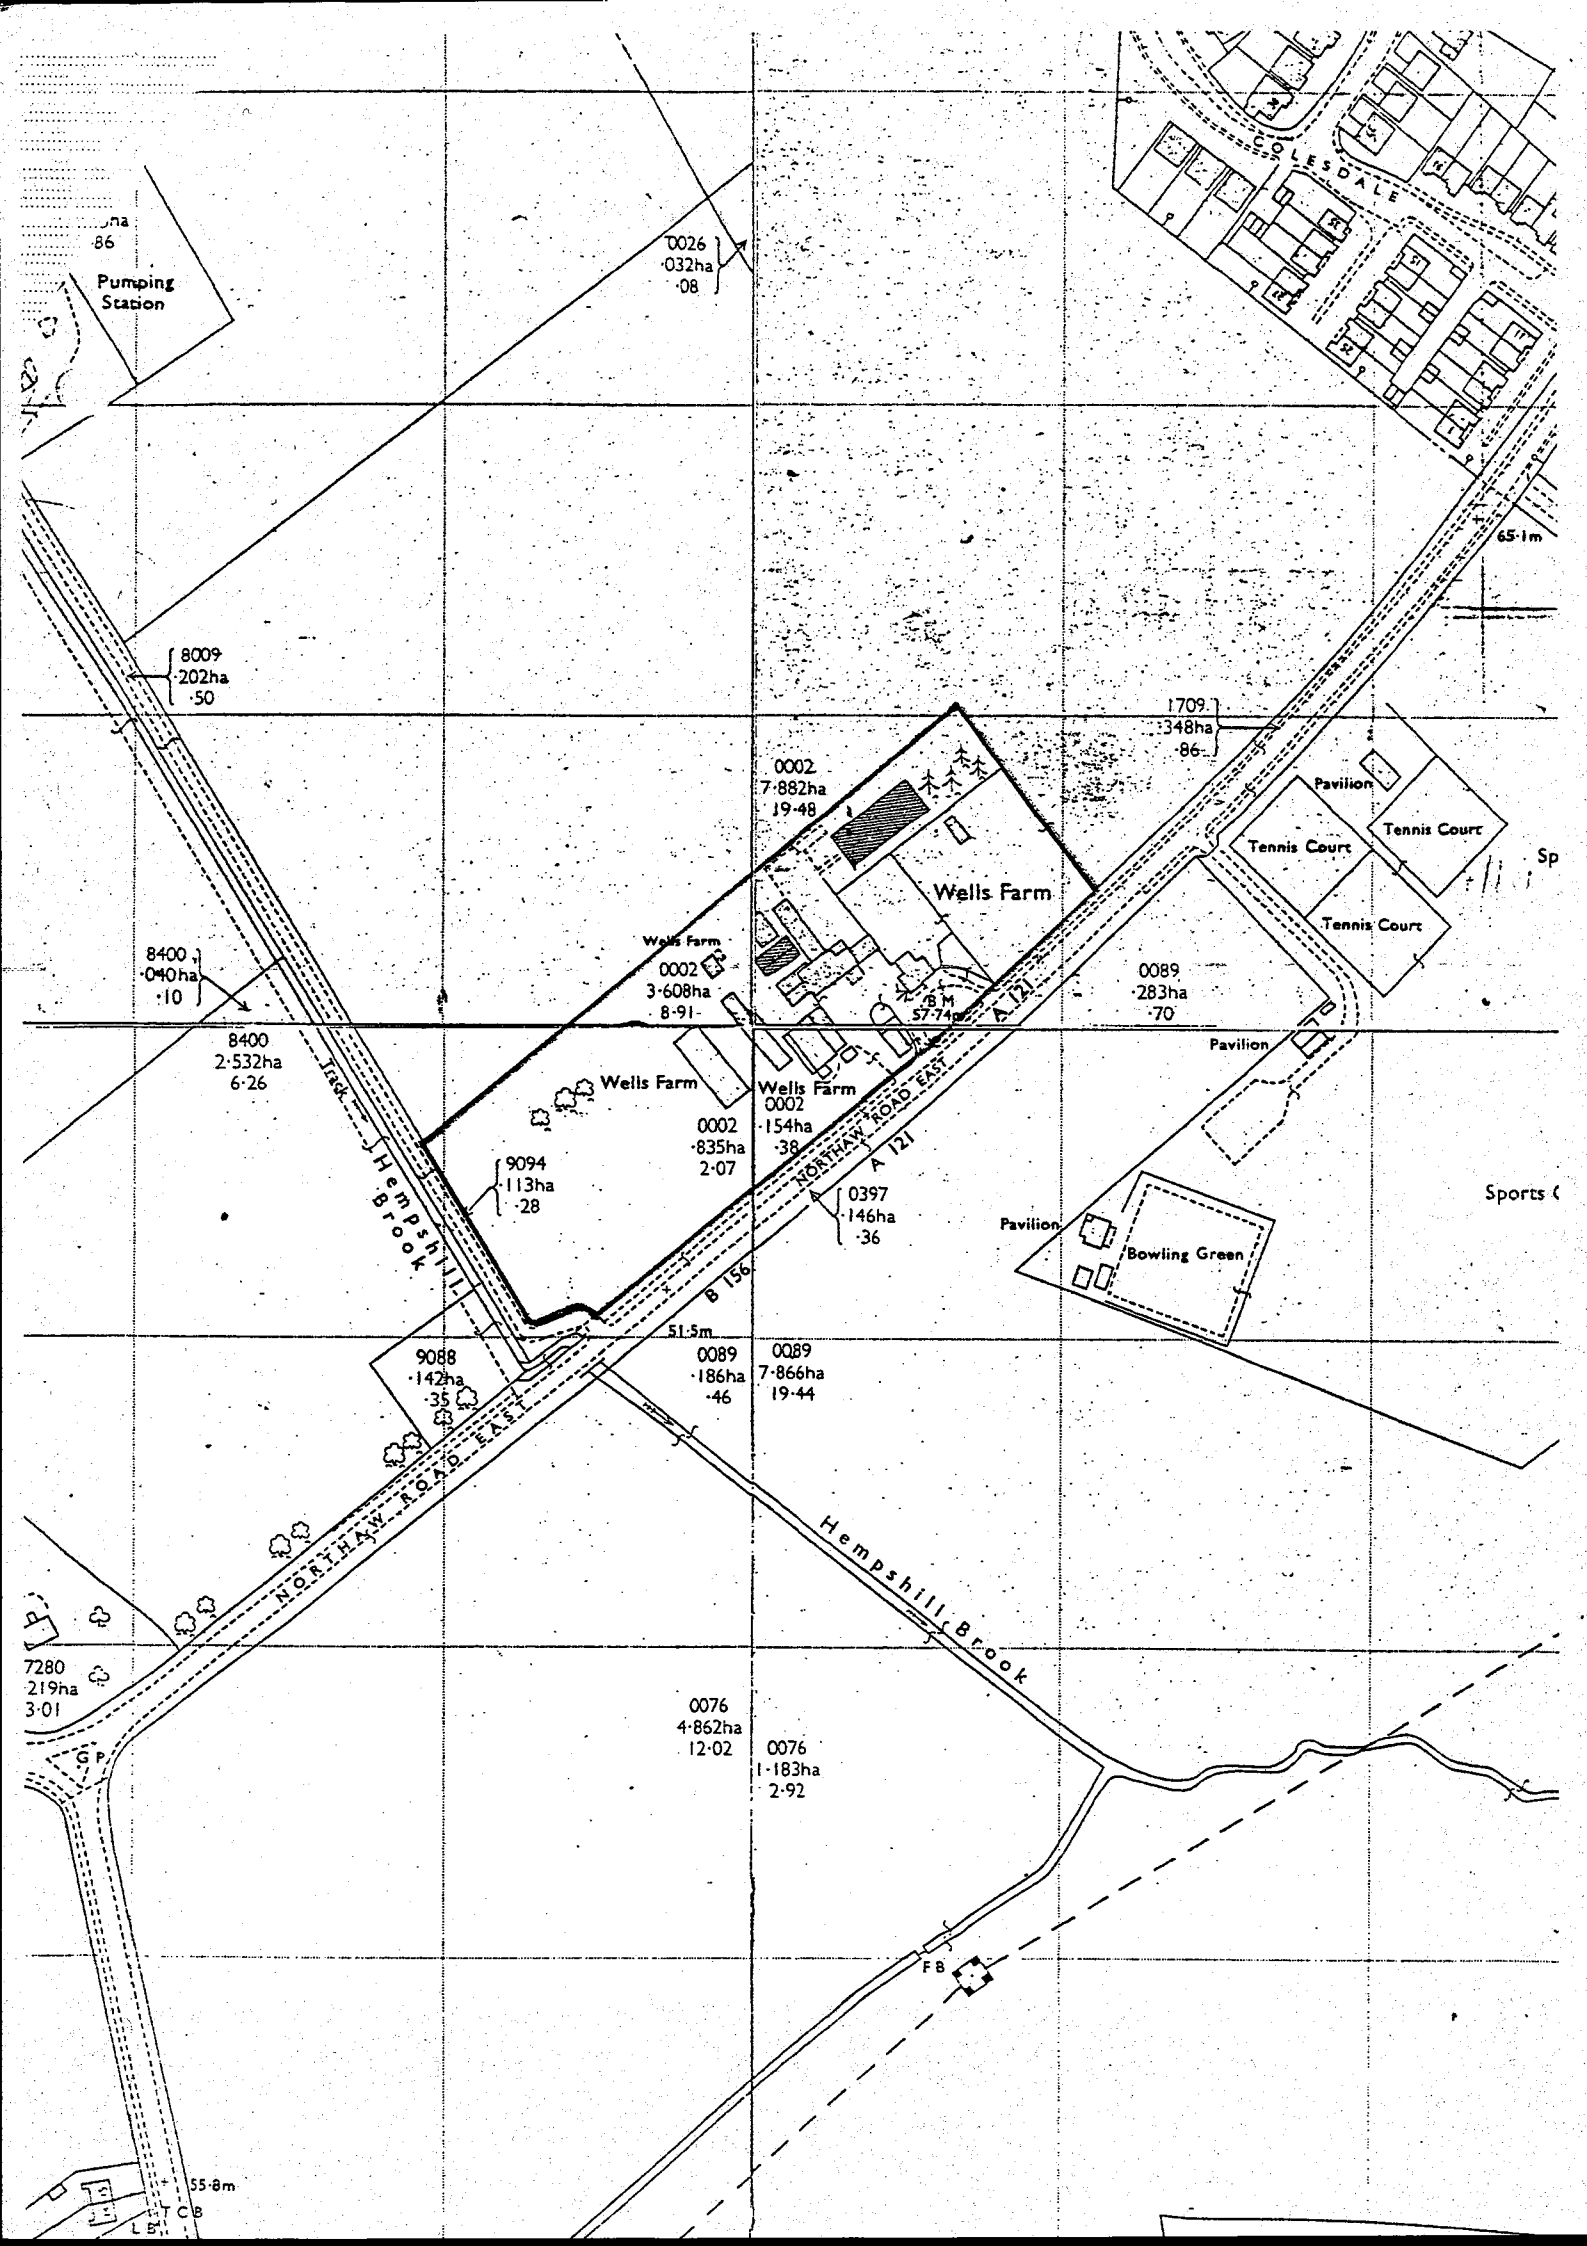 COLESDALE
86
Pumping
Station
0026
·032ha
·08
65·1m
8009
·202ha
·50
1709
·348ha
·86
0002
7·882ha
19·48
Pavilion
Tennis Court
Tennis Court
Sp
Wells Farm
Tennis Court
Wells Farm
8400
·040ha
·10
0002
3·608ha
8·91
0089
·283ha
·70
B M
57·74m
A 121
8400
2·532ha
6·26
Pavilion
Track
Wells Farm
Wells Farm
0002
·154ha
·38
0002
·835ha
2·07
NORTHAW ROAD EAST
A 121
9094
·113ha
·28
Hempshill
Brook
0397
·146ha
·36
Sports
Pavilion
Bowling Green
B 156
51·5m
9088
·142ha
·35
0089
·186ha
·46
0089
7·866ha
19·44
NORTHAW ROAD EAST
Hempshill Brook
7280
219ha
3·01
0076
4·862ha
12·02
0076
1·183ha
2·92
G P
F B
55·8m
T C B
L B